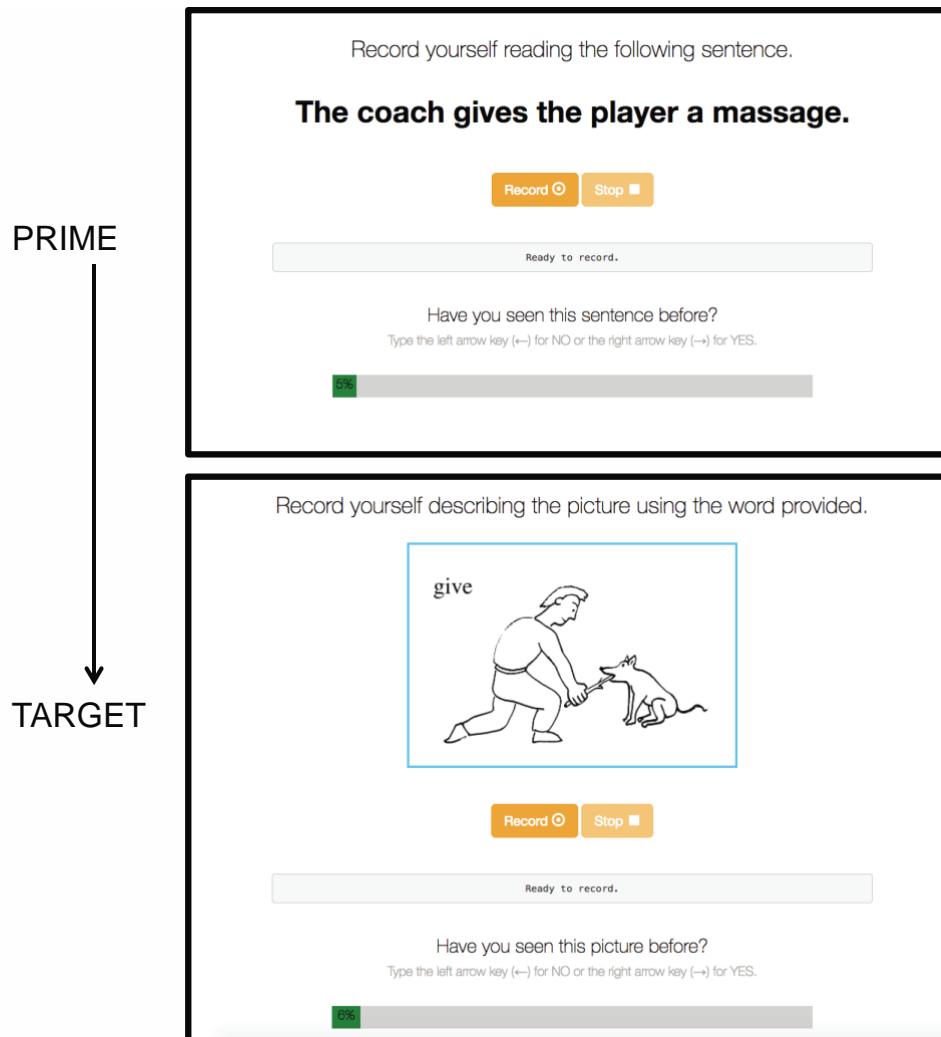 Record yourself reading the following sentence.
The coach gives the player a massage.
Record Stop
Ready to record.
PRIME
Have you seen this sentence before?
Type the left arrow key (←) for NO or the right arrow key (→) for YES.
5%
Record yourself describing the picture using the word provided.
give
TARGET
Record Stop
Ready to record.
Have you seen this picture before?
Type the left arrow key (←) for NO or the right arrow key (→) for YES.
6%